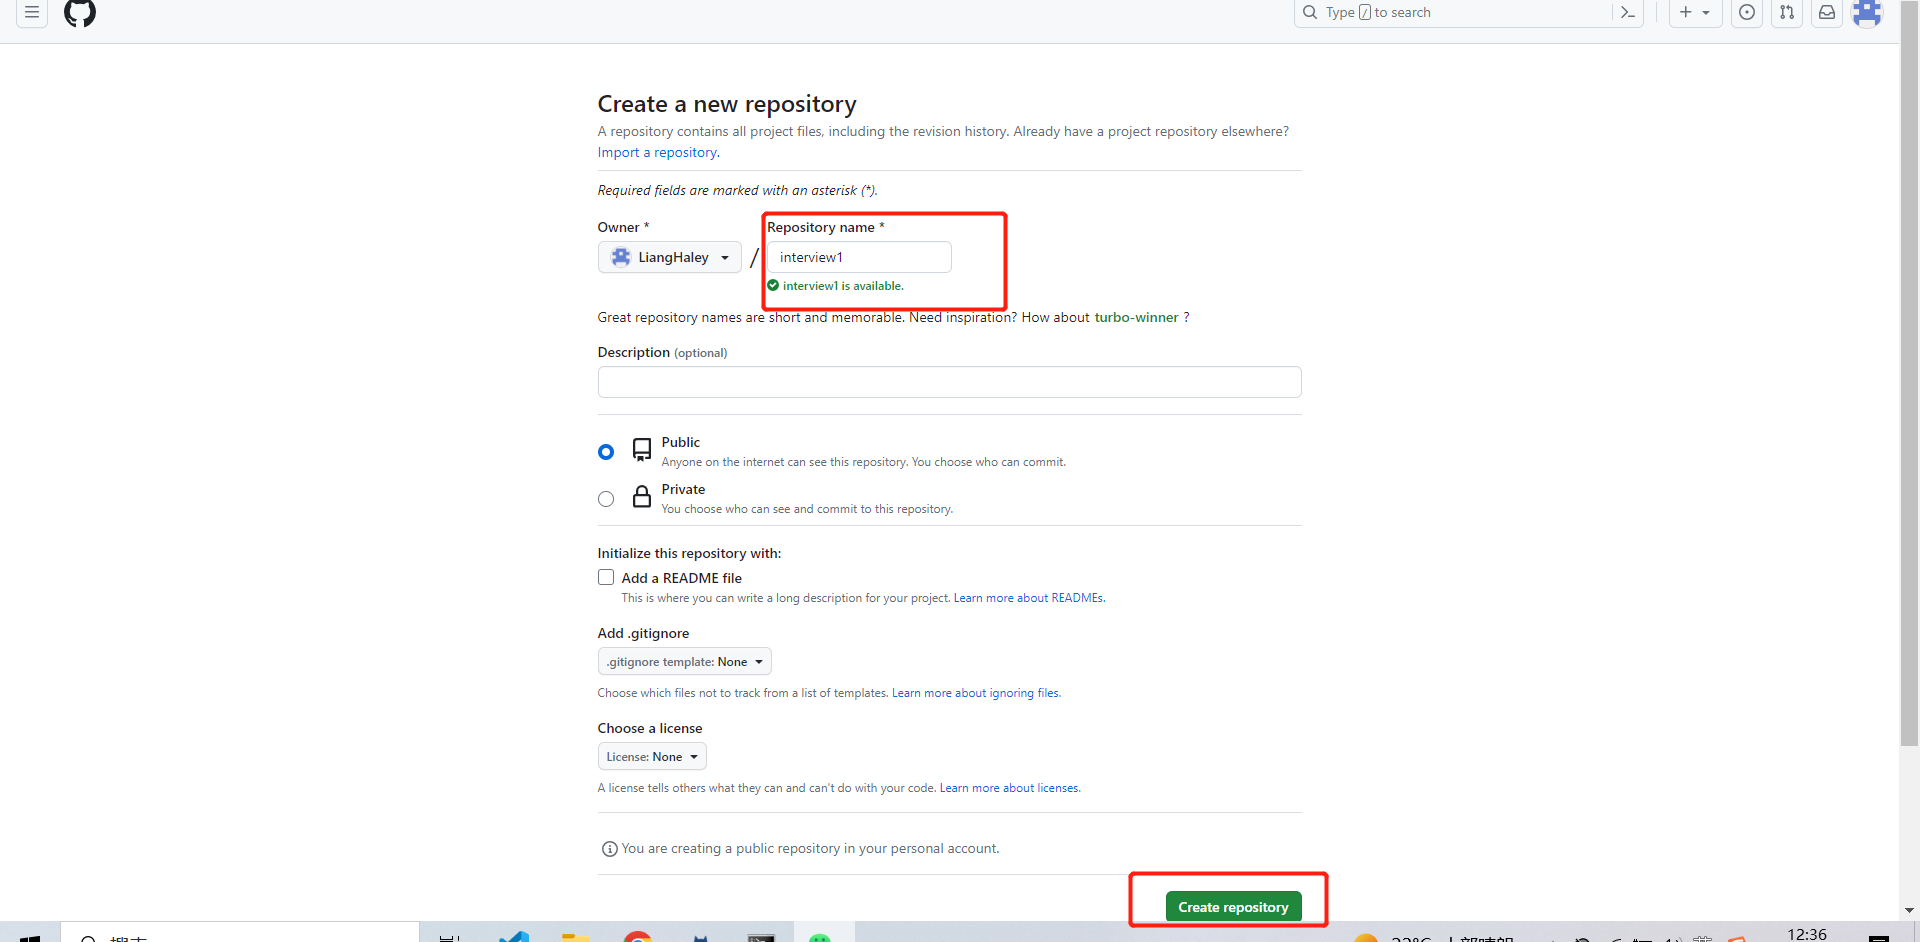 Type / to search
Create a new repository
A repository contains all project files, including the revision history. Already have a project repository elsewhere?
Import a repository.
Required fields are marked with an asterisk (*).
Owner *
Repository name *
LiangHaley
/
interview1
interview1 is available.
Great repository names are short and memorable. Need inspiration? How about turbo-winner ?
Description (optional)
Public
Anyone on the internet can see this repository. You choose who can commit.
Private
You choose who can see and commit to this repository.
Initialize this repository with:
Add a README file
This is where you can write a long description for your project. Learn more about READMEs.
Add .gitignore
.gitignore template: None
Choose which files not to track from a list of templates. Learn more about ignoring files.
Choose a license
License: None
A license tells others what they can and can't do with your code. Learn more about licenses.
You are creating a public repository in your personal account.
Create repository
12:36